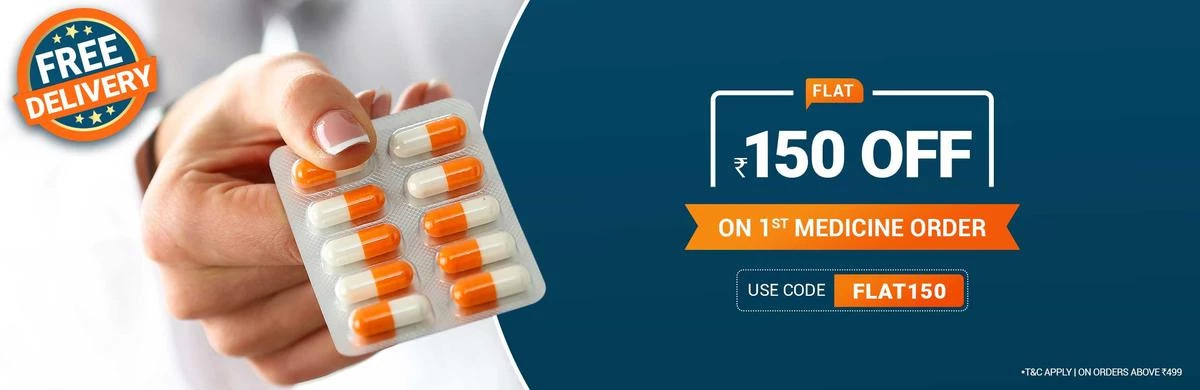 FREE
DELIVERY
FLAT
₹150 OFF
ON 1ST MEDICINE ORDER
USE CODE FLAT150
*T&C APPLY | ON ORDERS ABOVE ₹499